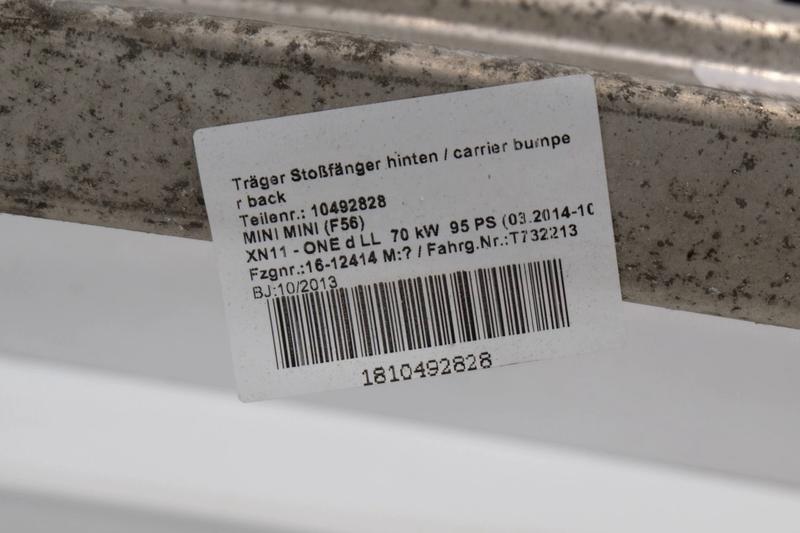 Träger Stoßfänger hinten / carrier bumpe
r back
Teilenr.: 10492828
MINI MINI (F56)
XN11 - ONE d LL 70 kW 95 PS (03.2014-10
Fzgnr.:16-12414 M:? / Fahrg.Nr.:T732213
BJ:10/2013
1810492828